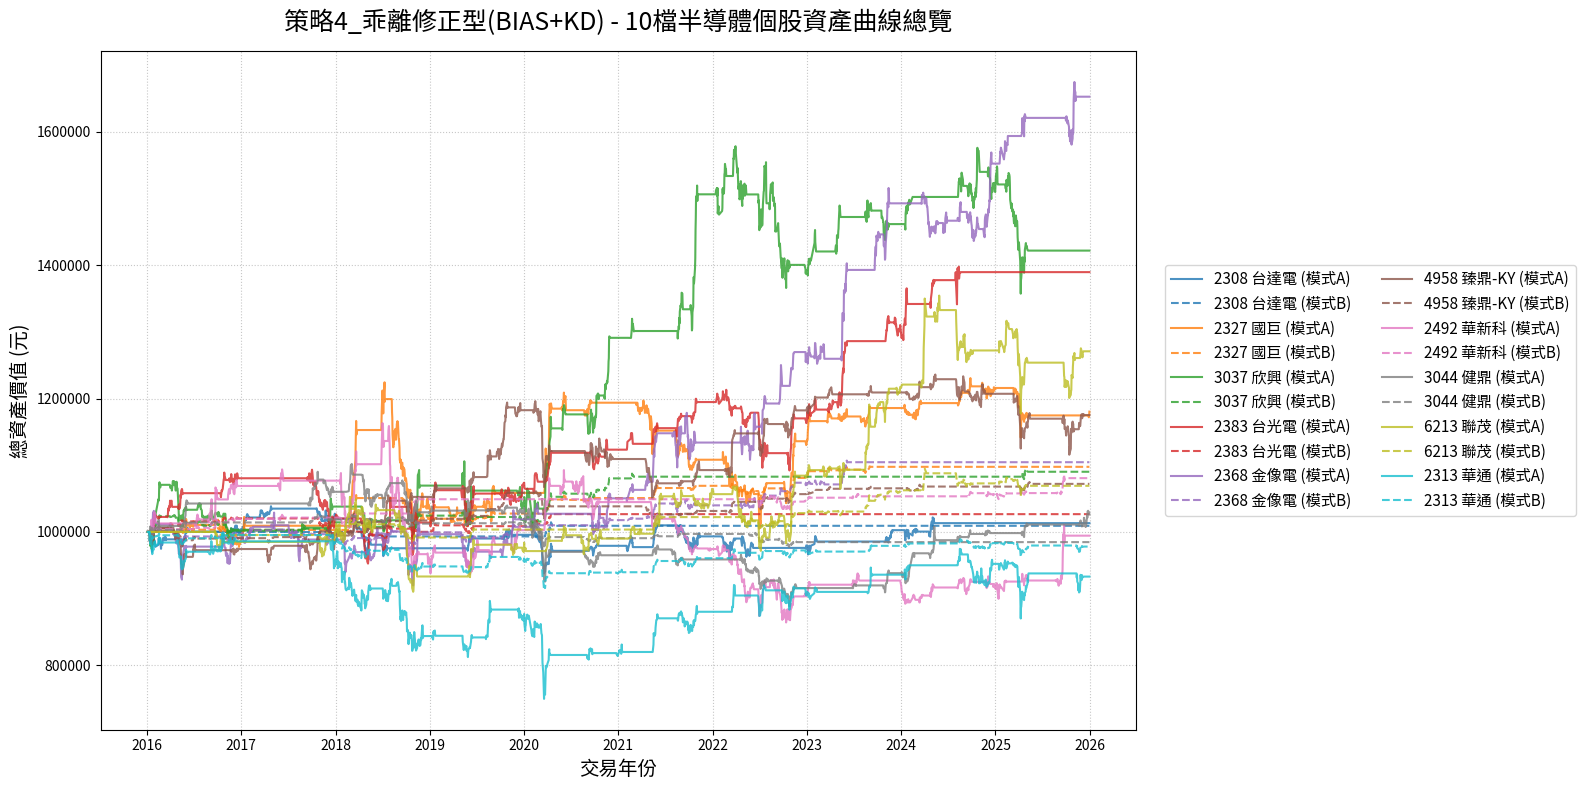 策略4_乖離修正型(BIAS+KD) - 10檔半導體個股資產曲線總覽
總資產價值 (元)
1600000
1400000
1200000
1000000
800000
2016 2017 2018 2019 2020 2021 2022 2023 2024 2025 2026
交易年份
2308 台達電 (模式A)
2308 台達電 (模式B)
2327 國巨 (模式A)
2327 國巨 (模式B)
3037 欣興 (模式A)
3037 欣興 (模式B)
2383 台光電 (模式A)
2383 台光電 (模式B)
2368 金像電 (模式A)
2368 金像電 (模式B)
4958 臻鼎-KY (模式A)
4958 臻鼎-KY (模式B)
2492 華新科 (模式A)
2492 華新科 (模式B)
3044 健鼎 (模式A)
3044 健鼎 (模式B)
6213 聯茂 (模式A)
6213 聯茂 (模式B)
2313 華通 (模式A)
2313 華通 (模式B)